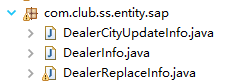 com.club.ss.entity.sap
DealerCityUpdateInfo.java
DealerInfo.java
DealerReplaceInfo.java